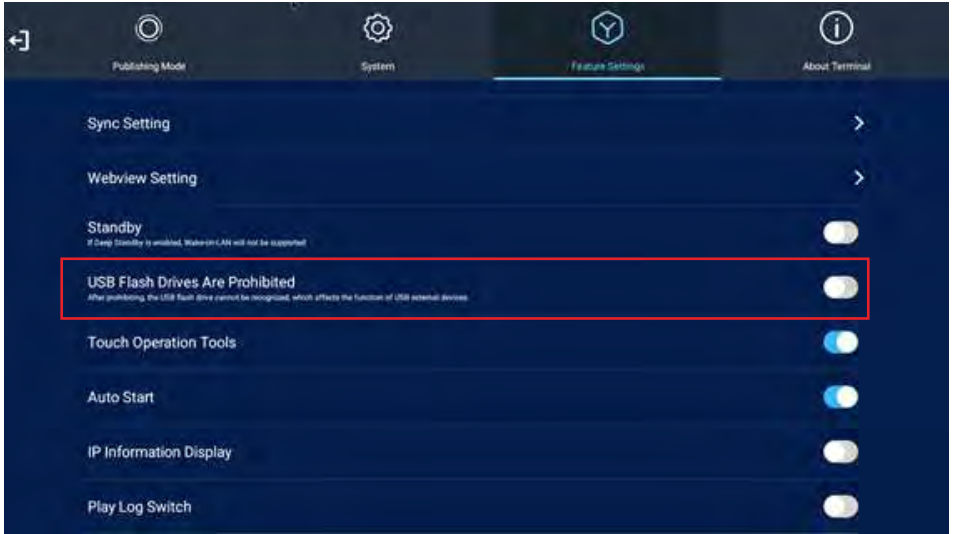 Publishing Mode
System
Feature Settings
About Terminal
Sync Setting
Webview Setting
Standby
If Deep Standby is enabled, Wake-on-LAN will not be supported
USB Flash Drives Are Prohibited
After prohibiting, the USB flash drive cannot be recognized, which affects the function of USB external devices
Touch Operation Tools
Auto Start
IP Information Display
Play Log Switch